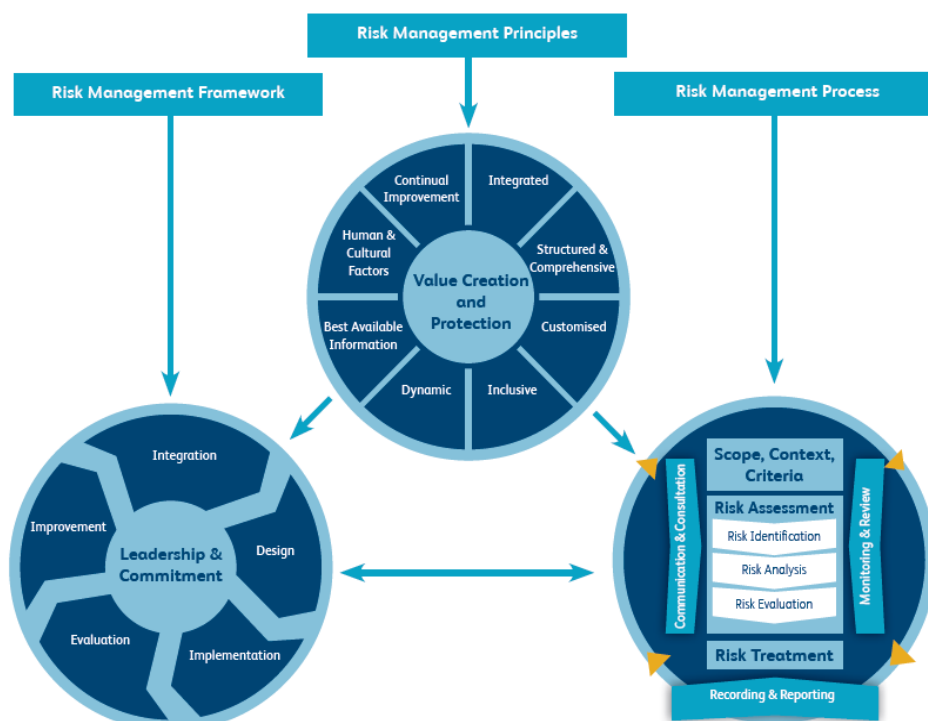 Risk Management Principles
Risk Management Framework
Risk Management Process
Continual
Improvement
Integrated
Human &
Cultural
Factors
Structured &
Comprehensive
Value Creation
and
Protection
Best Available
Information
Customised
Dynamic
Inclusive
Integration
Improvement
Design
Leadership &
Commitment
Evaluation
Implementation
Scope, Context,
Criteria
Risk Assessment
Risk Identification
Risk Analysis
Risk Evaluation
Communication & Consultation
Monitoring & Review
Risk Treatment
Recording & Reporting